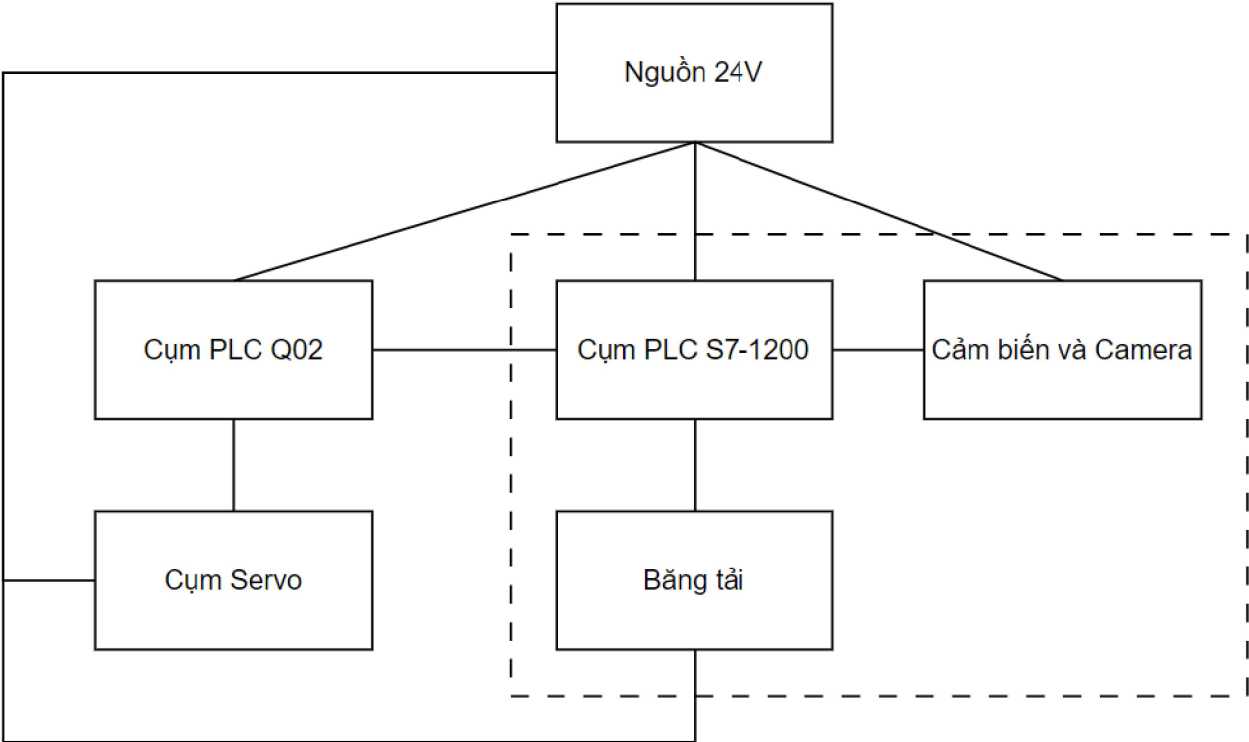 Nguồn 24V
Cụm PLC Q02
Cụm PLC S7-1200
Cảm biến và Camera
Cụm Servo
Băng tải